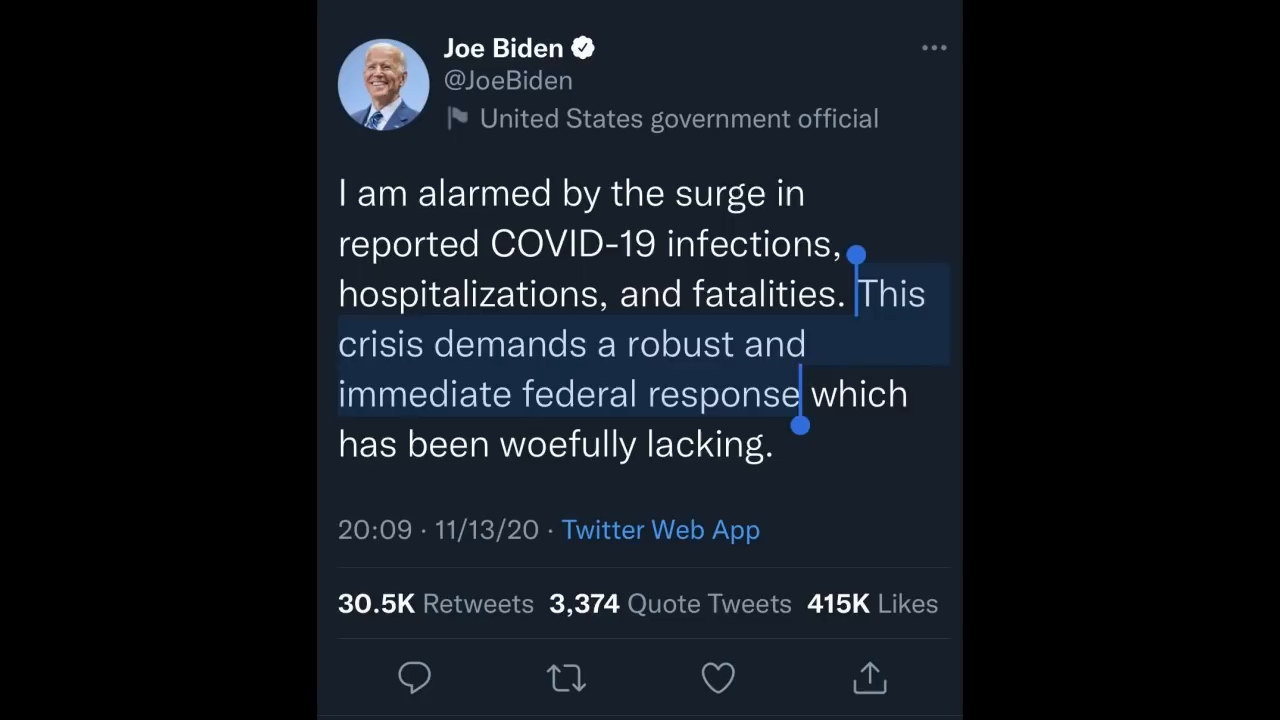 Joe Biden
@JoeBiden
United States government official
I am alarmed by the surge in
reported COVID-19 infections,
hospitalizations, and fatalities. This
crisis demands a robust and
immediate federal response which
has been woefully lacking.
20:09 · 11/13/20 · Twitter Web App
30.5K Retweets 3,374 Quote Tweets 415K Likes